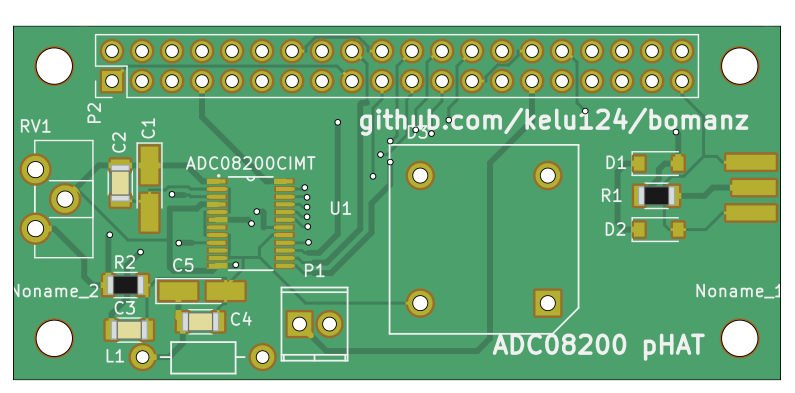 P2
github.com/kelu124/bomanz
D3
RV1
C2
C1
ADC08200CIMT
D1
R1
U1
D2
R2
C5
P1
Noname_2
Noname_1
C3
C4
L1
ADC08200 pHAT